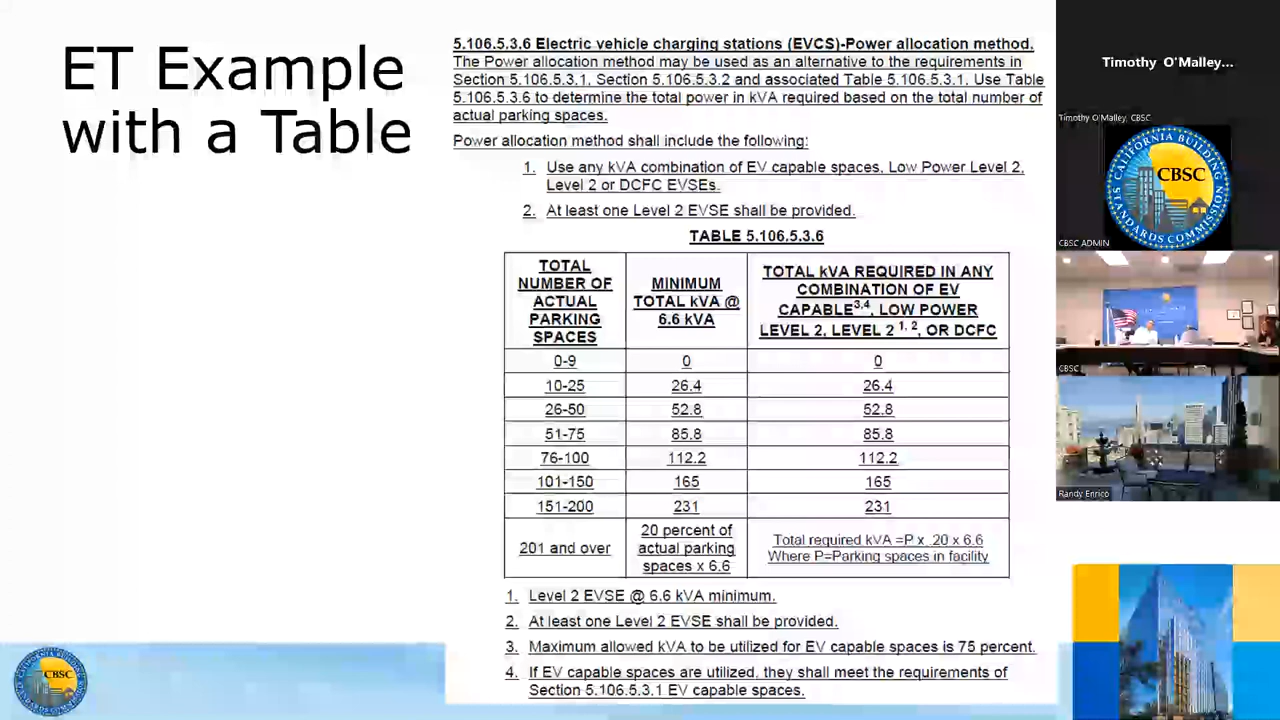 ET Example
with a Table
5.106.5.3.6 Electric vehicle charging stations (EVCS)-Power allocation method.
The Power allocation method may be used as an alternative to the requirements in
Section 5.106.5.3.1, Section 5.106.5.3.2 and associated Table 5.106.5.3.1. Use Table
5.106.5.3.6 to determine the total power in kVA required based on the total number of
actual parking spaces.
Power allocation method shall include the following:
1. Use any kVA combination of EV capable spaces, Low Power Level 2,
Level 2 or DCFC EVSEs.
2. At least one Level 2 EVSE shall be provided.
TABLE 5.106.5.3.6
TOTAL
NUMBER OF
ACTUAL
PARKING
SPACES
MINIMUM
TOTAL kVA @
6.6 kVA
TOTAL kVA REQUIRED IN ANY
COMBINATION OF EV
CAPABLE3,4, LOW POWER
LEVEL 2, LEVEL 2 1, 2, OR DCFC
0-9 0 0
10-25 26.4 26.4
26-50 52.8 52.8
51-75 85.8 85.8
76-100 112.2 112.2
101-150 165 165
151-200 231 231
201 and over
20 percent of
actual parking
spaces x 6.6
Total required kVA =P x .20 x 6.6
Where P=Parking spaces in facility
1. Level 2 EVSE @ 6.6 kVA minimum.
2. At least one Level 2 EVSE shall be provided.
3. Maximum allowed kVA to be utilized for EV capable spaces is 75 percent.
4. If EV capable spaces are utilized, they shall meet the requirements of
Section 5.106.5.3.1 EV capable spaces.
Timothy O'Malley...
Timothy O'Malley, CBSC
CALIFORNIA BUILDING STANDARDS COMMISSION
CBSC
CBSC ADMIN
CBSC
Randy Enrico
CALIFORNIA BUILDING STANDARDS COMMISSION
CBSC